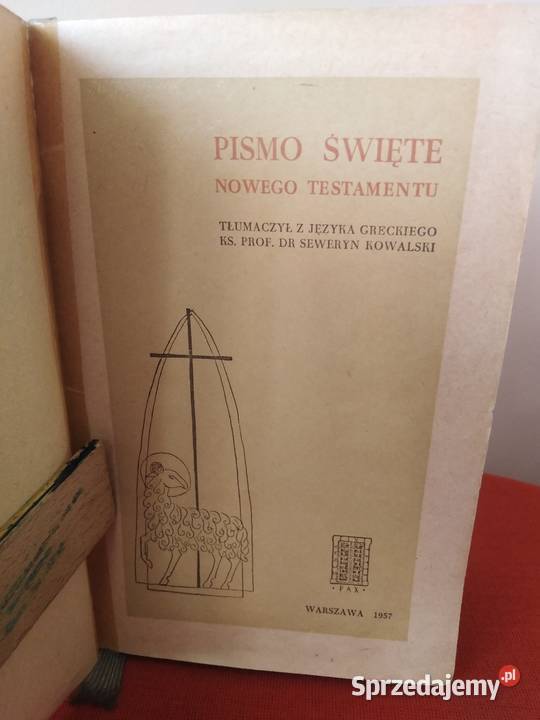 PISMO ŚWIĘTE
NOWEGO TESTAMENTU
TŁUMACZYŁ Z JĘZYKA GRECKIEGO
KS. PROF. DR SEWERYN KOWALSKI
· PAX ·
WARSZAWA 1957
Sprzedajemy.pl